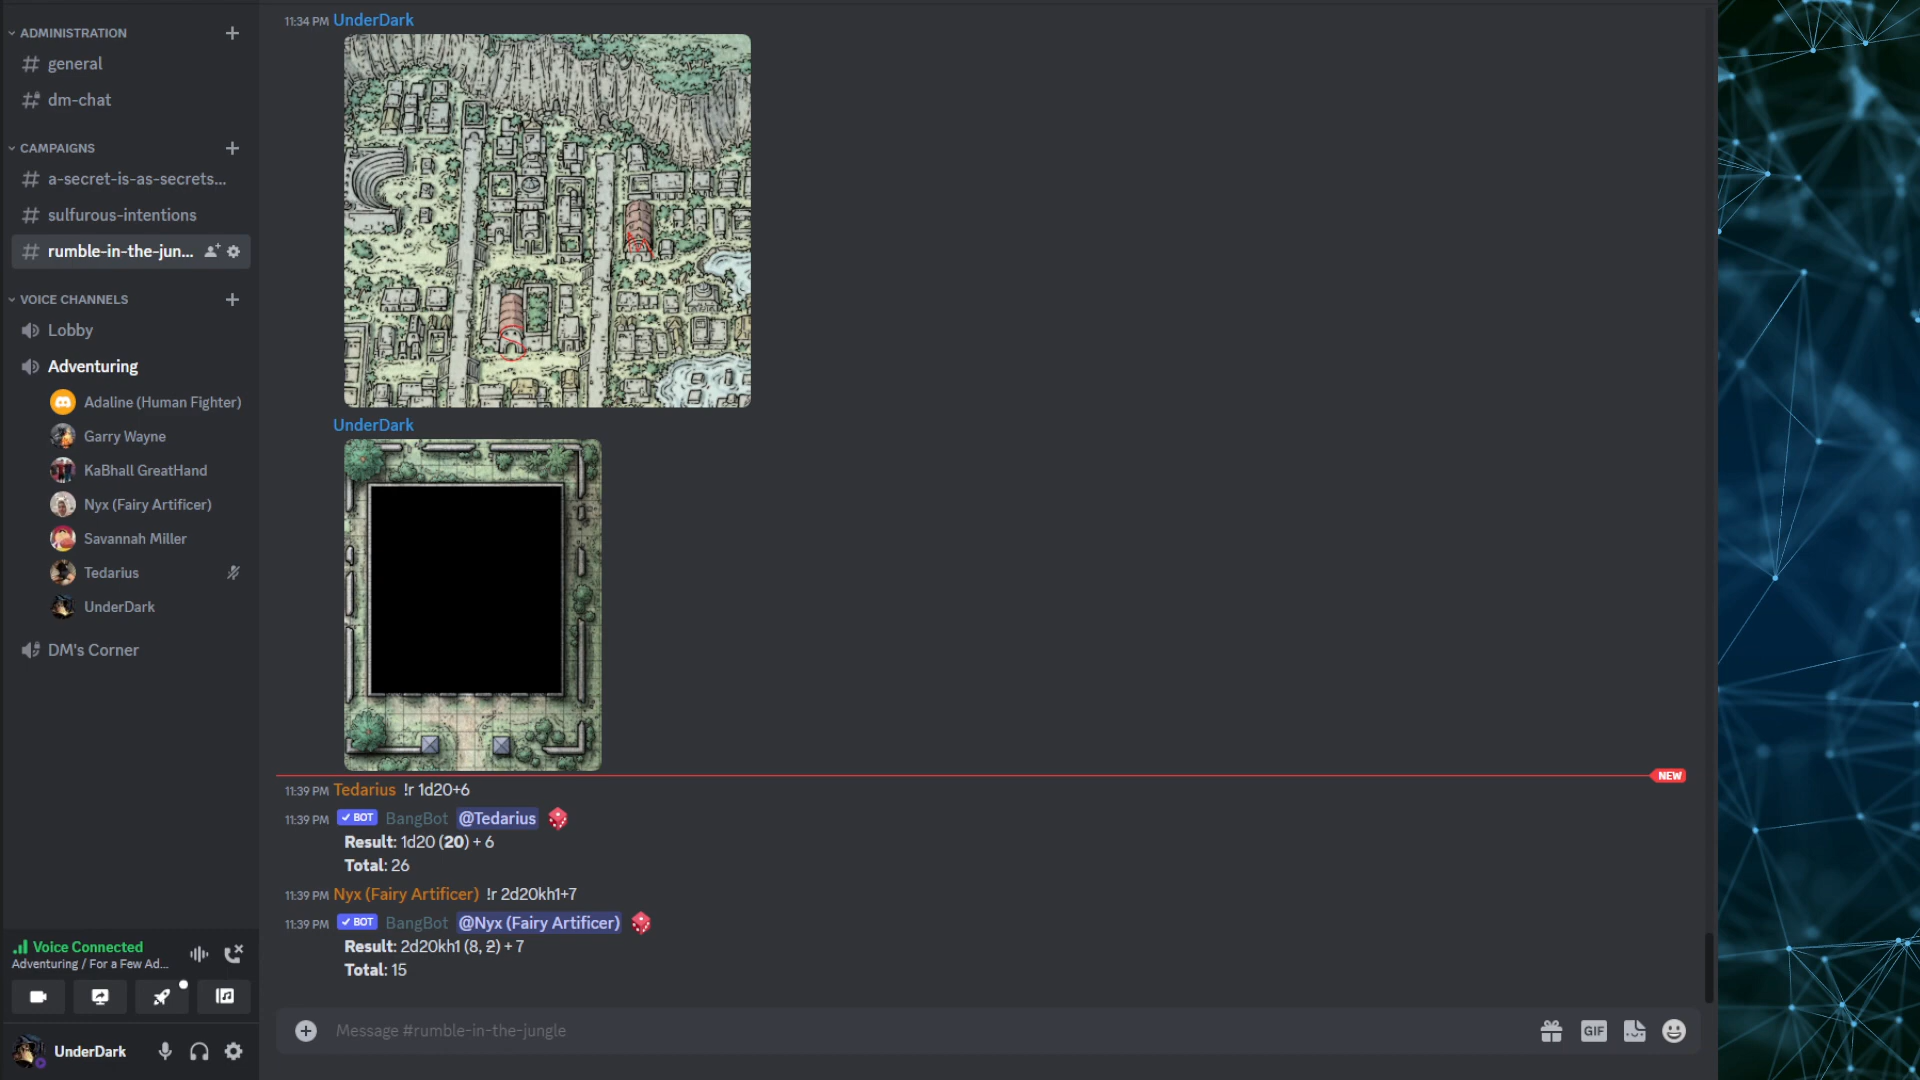 ADMINISTRATION
general
dm-chat
CAMPAIGNS
a-secret-is-as-secrets...
sulfurous-intentions
rumble-in-the-jun...
VOICE CHANNELS
Lobby
Adventuring
Adaline (Human Fighter)
Garry Wayne
KaBhall GreatHand
Nyx (Fairy Artificer)
Savannah Miller
Tedarius
UnderDark
DM's Corner
Voice Connected
Adventuring / For a Few Ad...
UnderDark
11:34 PM UnderDark
UnderDark
NEW
11:39 PM Tedarius !r 1d20+6
11:39 PM BOT BangBot @Tedarius
Result: 1d20 (20) + 6
Total: 26
11:39 PM Nyx (Fairy Artificer) !r 2d20kh1+7
11:39 PM BOT BangBot @Nyx (Fairy Artificer)
Result: 2d20kh1 (8, 2) + 7
Total: 15
Message #rumble-in-the-jungle
GIF